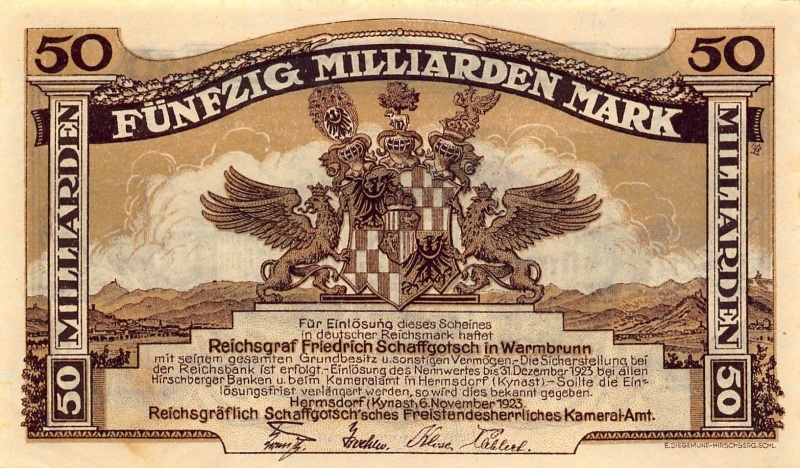 50
50
FÜNFZIG MILLIARDEN MARK
MILLIARDEN
MILLIARDEN
50
50
Für Einlösung dieses Scheines
in deutscher Reichsmark haftet
Reichsgraf Friedrich Schaffgotsch in Warmbrunn
mit seinem gesamten Grundbesitz u. sonstigen Vermögen.-Die Sicherstellung bei
der Reichsbank ist erfolgt.-Einlösung des Nennwertes bis 31. Dezember 1923 bei allen
Hirschberger Banken u. beim Kameralamt in Hermsdorf (Kynast).-Sollte die Ein-
lösungsfrist verlängert werden, so wird dies bekannt gegeben.
Hermsdorf (Kynast), 6. November 1923.
Reichsgräflich Schaffgotsch'sches Freistandesherrliches Kameral-Amt.
E. SIEGEMUND-HIRSCHBERG, SCHL.